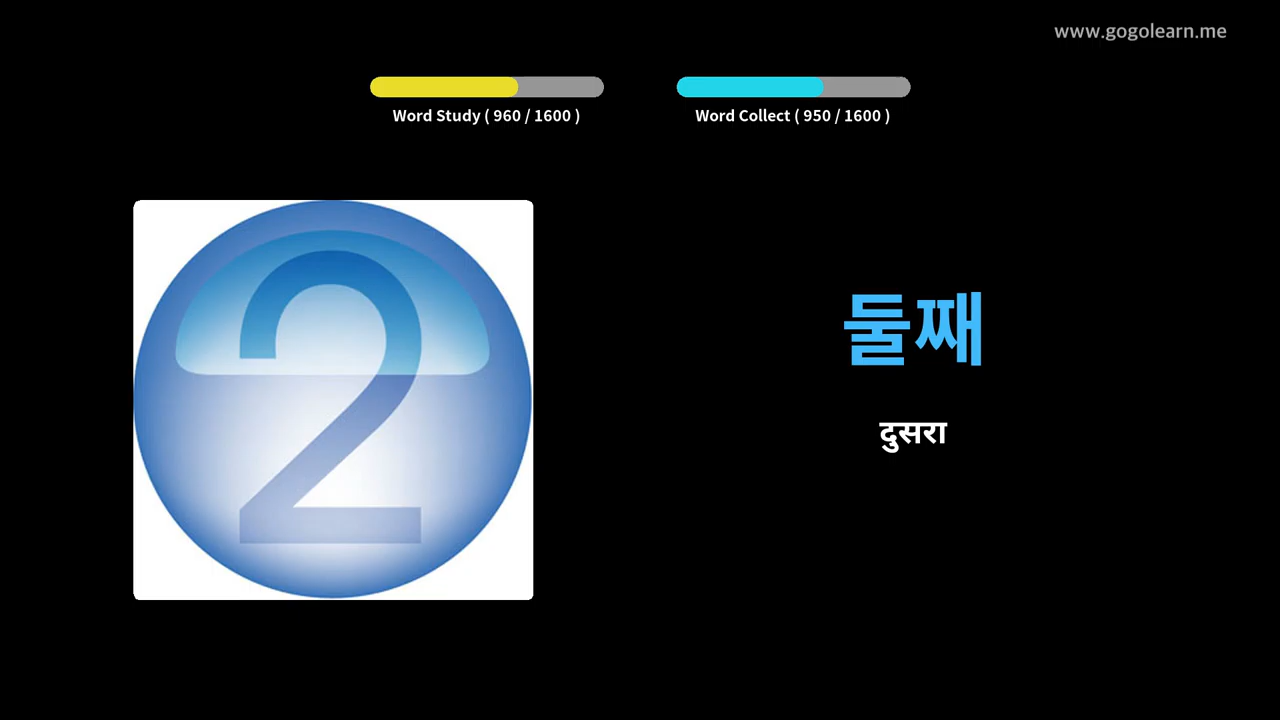 www.gogolearn.me
Word Study ( 960 / 1600 )
Word Collect ( 950 / 1600 )
2
둘째
दुसरा